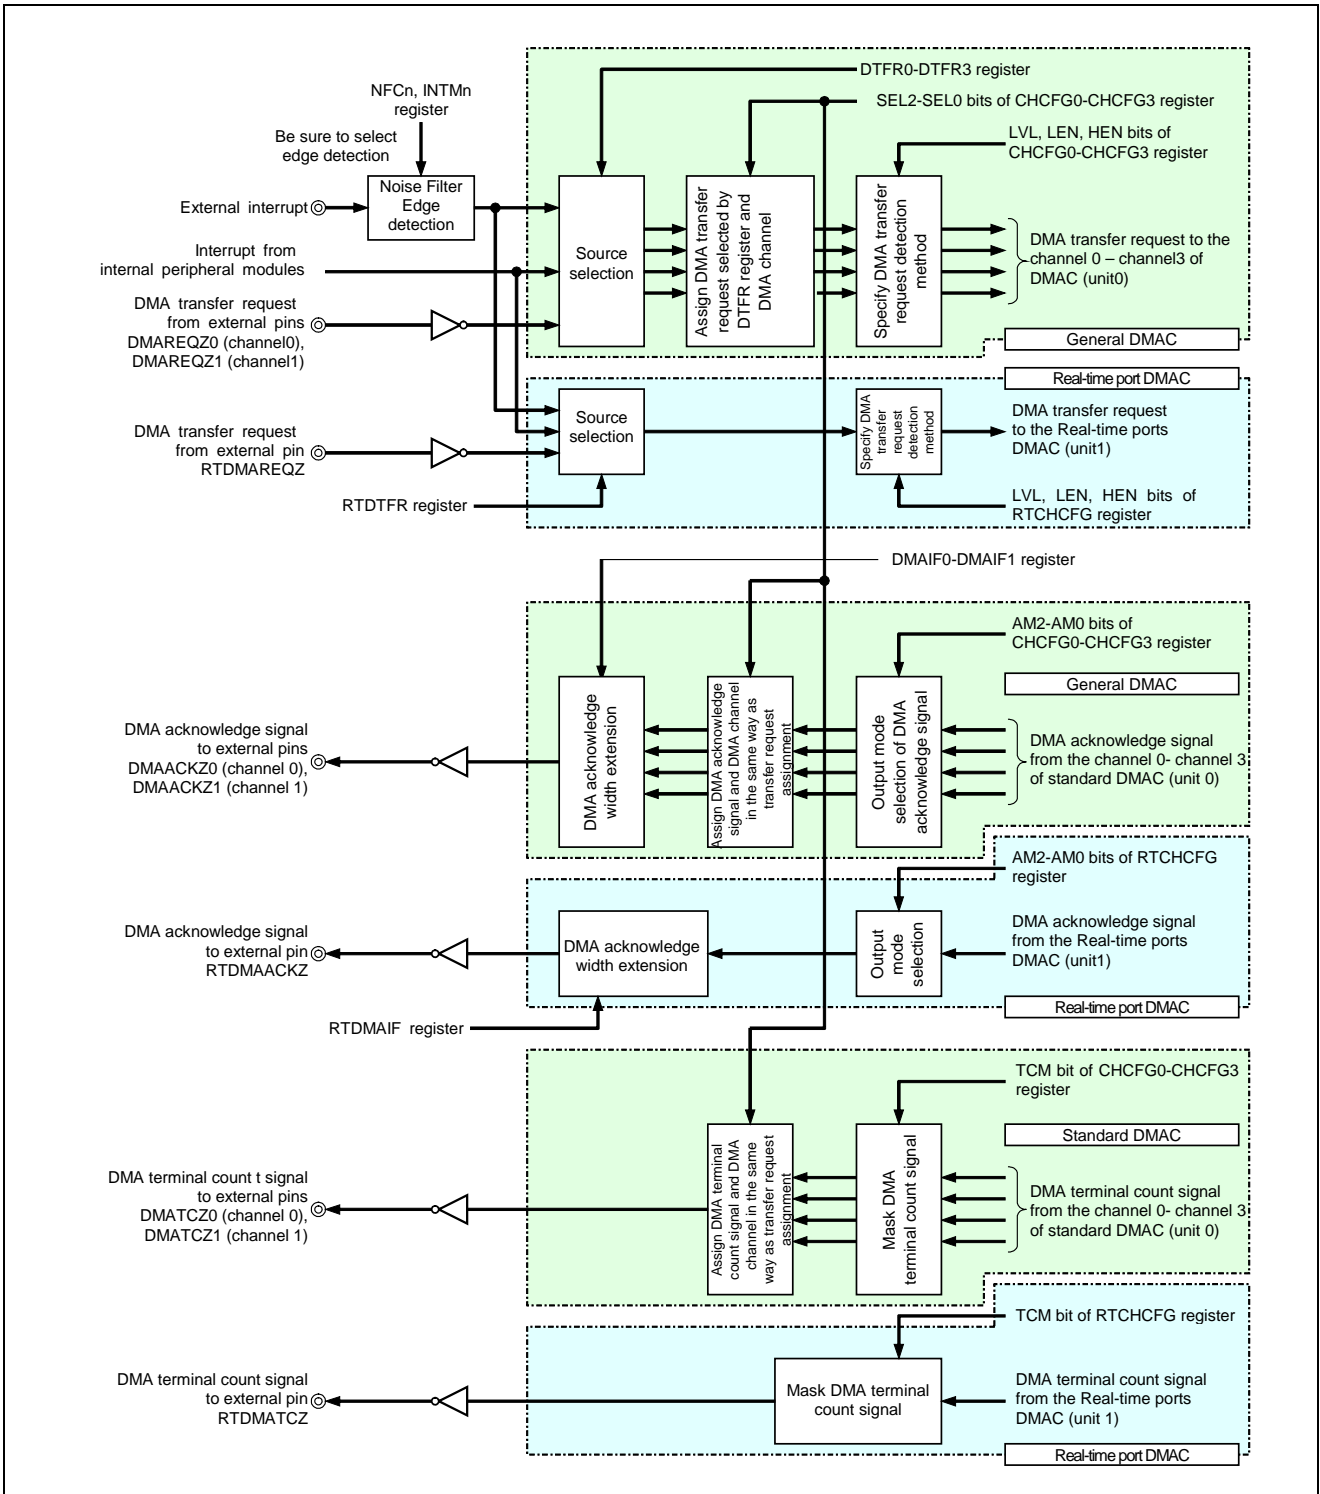 DTFR0-DTFR3 register
NFCn, INTMn
register
SEL2-SEL0 bits of CHCFG0-CHCFG3 register
Be sure to select
edge detection
LVL, LEN, HEN bits of
CHCFG0-CHCFG3 register
External interrupt
Noise Filter
Edge
detection
Interrupt from
internal peripheral modules
DMA transfer request
from external pins
DMAREQZ0 (channel0),
DMAREQZ1 (channel1)
Source
selection
Assign DMA transfer
request selected by
DTFR register and
DMA channel
Specify DMA transfer
request detection
method
DMA transfer request to the
channel 0 – channel3 of
DMAC (unit0)
General DMAC
Real-time port DMAC
DMA transfer request
from external pin
RTDMAREQZ
Source
selection
Specify DMA
transfer
request
detection
method
DMA transfer request
to the Real-time ports
DMAC (unit1)
RTDTFR register
LVL, LEN, HEN bits of
RTCHCFG register
DMAIF0-DMAIF1 register
AM2-AM0 bits of
CHCFG0-CHCFG3 register
General DMAC
DMA acknowledge signal
to external pins
DMAACKZ0 (channel 0),
DMAACKZ1 (channel 1)
DMA acknowledge
width extension
Assign DMA acknowledge
signal and DMA channel
in the same way as
transfer request
assignment
Output mode
selection of DMA
acknowledge signal
DMA acknowledge signal
from the channel 0- channel 3
of standard DMAC (unit 0)
AM2-AM0 bits of RTCHCFG
register
DMA acknowledge signal
to external pin
RTDMAACKZ
DMA acknowledge
width extension
Output
mode
selection
DMA acknowledge signal
from the Real-time ports
DMAC (unit1)
Real-time port DMAC
RTDMAIF register
TCM bit of CHCFG0-CHCFG3
register
Standard DMAC
DMA terminal count t signal
to external pins
DMATCZ0 (channel 0),
DMATCZ1 (channel 1)
Assign DMA terminal
count signal and DMA
channel in the same
way as transfer request
assignment
Mask DMA
terminal count signal
DMA terminal count signal
from the channel 0- channel 3
of standard DMAC (unit 0)
TCM bit of RTCHCFG register
DMA terminal count signal
to external pin
RTDMATCZ
Mask DMA terminal
count signal
DMA terminal count signal
from the Real-time ports
DMAC (unit 1)
Real-time port DMAC